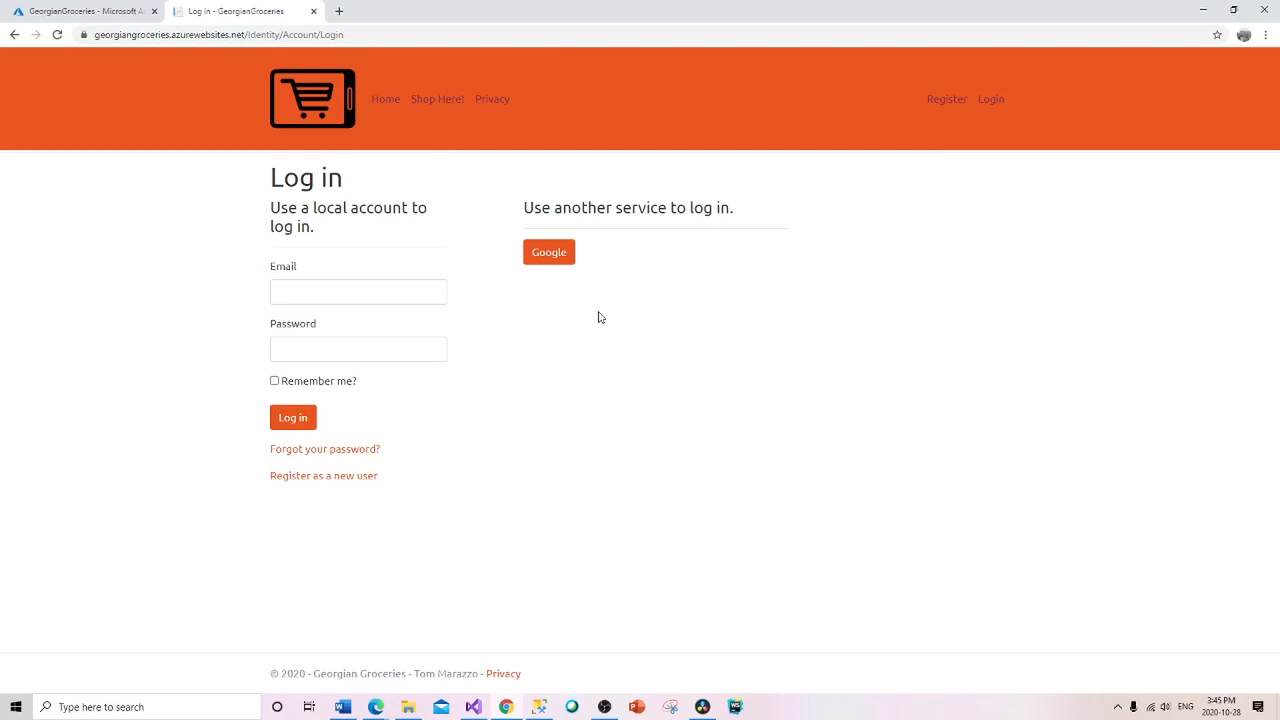 GeorgianGroceries - Microsoft A
Log in - GeorgianGroceries
georgiangroceries.azurewebsites.net/Identity/Account/Login
Home Shop Here! Privacy
Register Login
Log in
Use a local account to
log in.
Email
Password
Remember me?
Log in
Forgot your password?
Register as a new user
Use another service to log in.
Google
© 2020 - Georgian Groceries - Tom Marazzo - Privacy
Type here to search
ENG
3:45 PM
2020-10-28